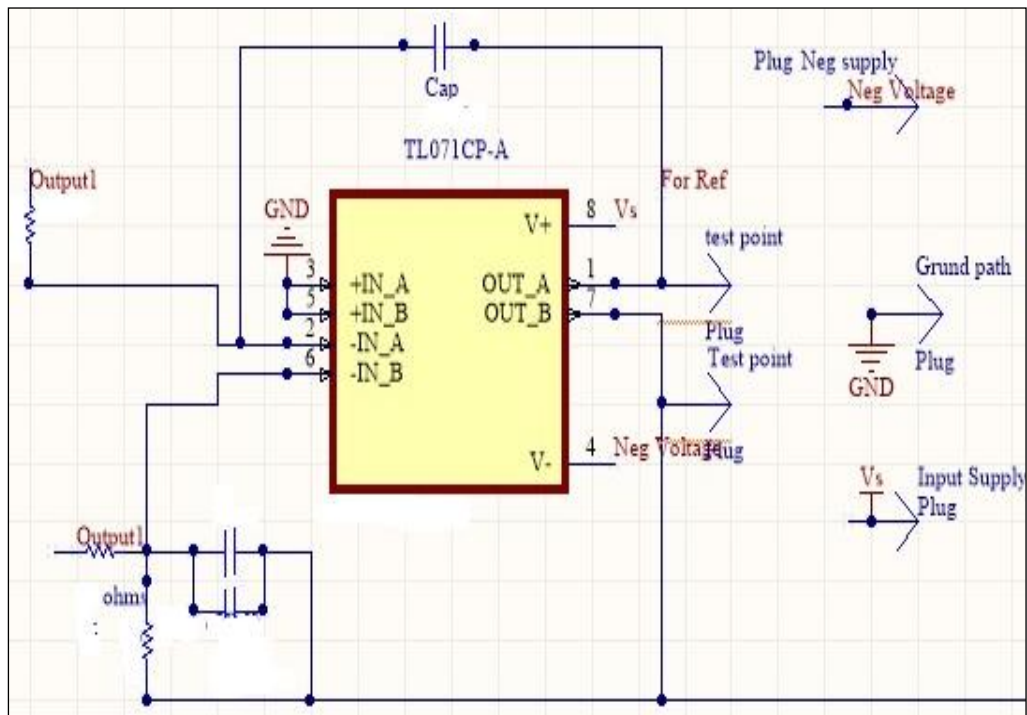 Plug Neg supply
Neg Voltage
Cap
TL071CP-A
Output1
For Ref
GND
8 Vs
V+
test point
3 +IN_A OUT_A 1
5 +IN_B OUT_B 7
2 -IN_A
6 -IN_B
Plug
Test point
Grund path
Plug
GND
4 Neg Voltage
Plug
V-
Vs
Input Supply
Plug
Output1
ohms
: